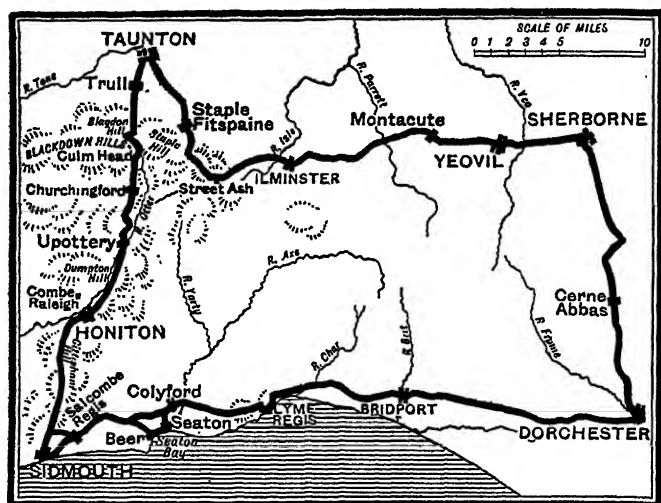 SCALE OF MILES
0 1 2 3 4 5 6 10
TAUNTON
R. Tone
Trull
R. Parrett
R. Yeo
Staple
Fitspaine
Blagdon
Hill
Staple
Hill
BLACKDOWN HILLS
Culm Head
R. Isle
Montacute
SHERBORNE
YEOVIL
Street Ash
ILMINSTER
Churchingford
R. Otter
Upottery
Dumpton
Hill
R. Yarty
R. Axe
Combe
Raleigh
HONITON
Cerne
Abbas
R. Frome
R. Char
R. Brit
Salcombe
Regis
Colyford
Seaton
LYME
REGIS
BRIDPORT
DORCHESTER
Beer
Seaton
Bay
SIDMOUTH